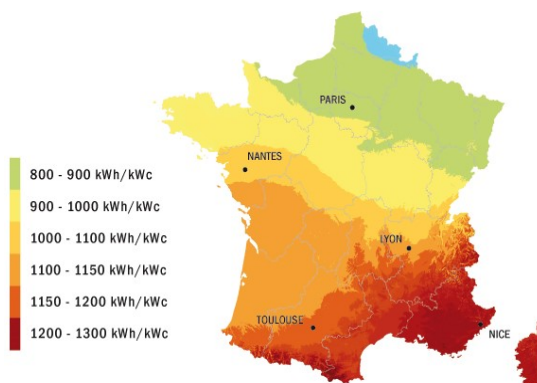 PARIS
NANTES
800 - 900 kWh/kWc
900 - 1000 kWh/kWc
1000 - 1100 kWh/kWc
LYON
1100 - 1150 kWh/kWc
1150 - 1200 kWh/kWc
TOULOUSE
1200 - 1300 kWh/kWc
NICE